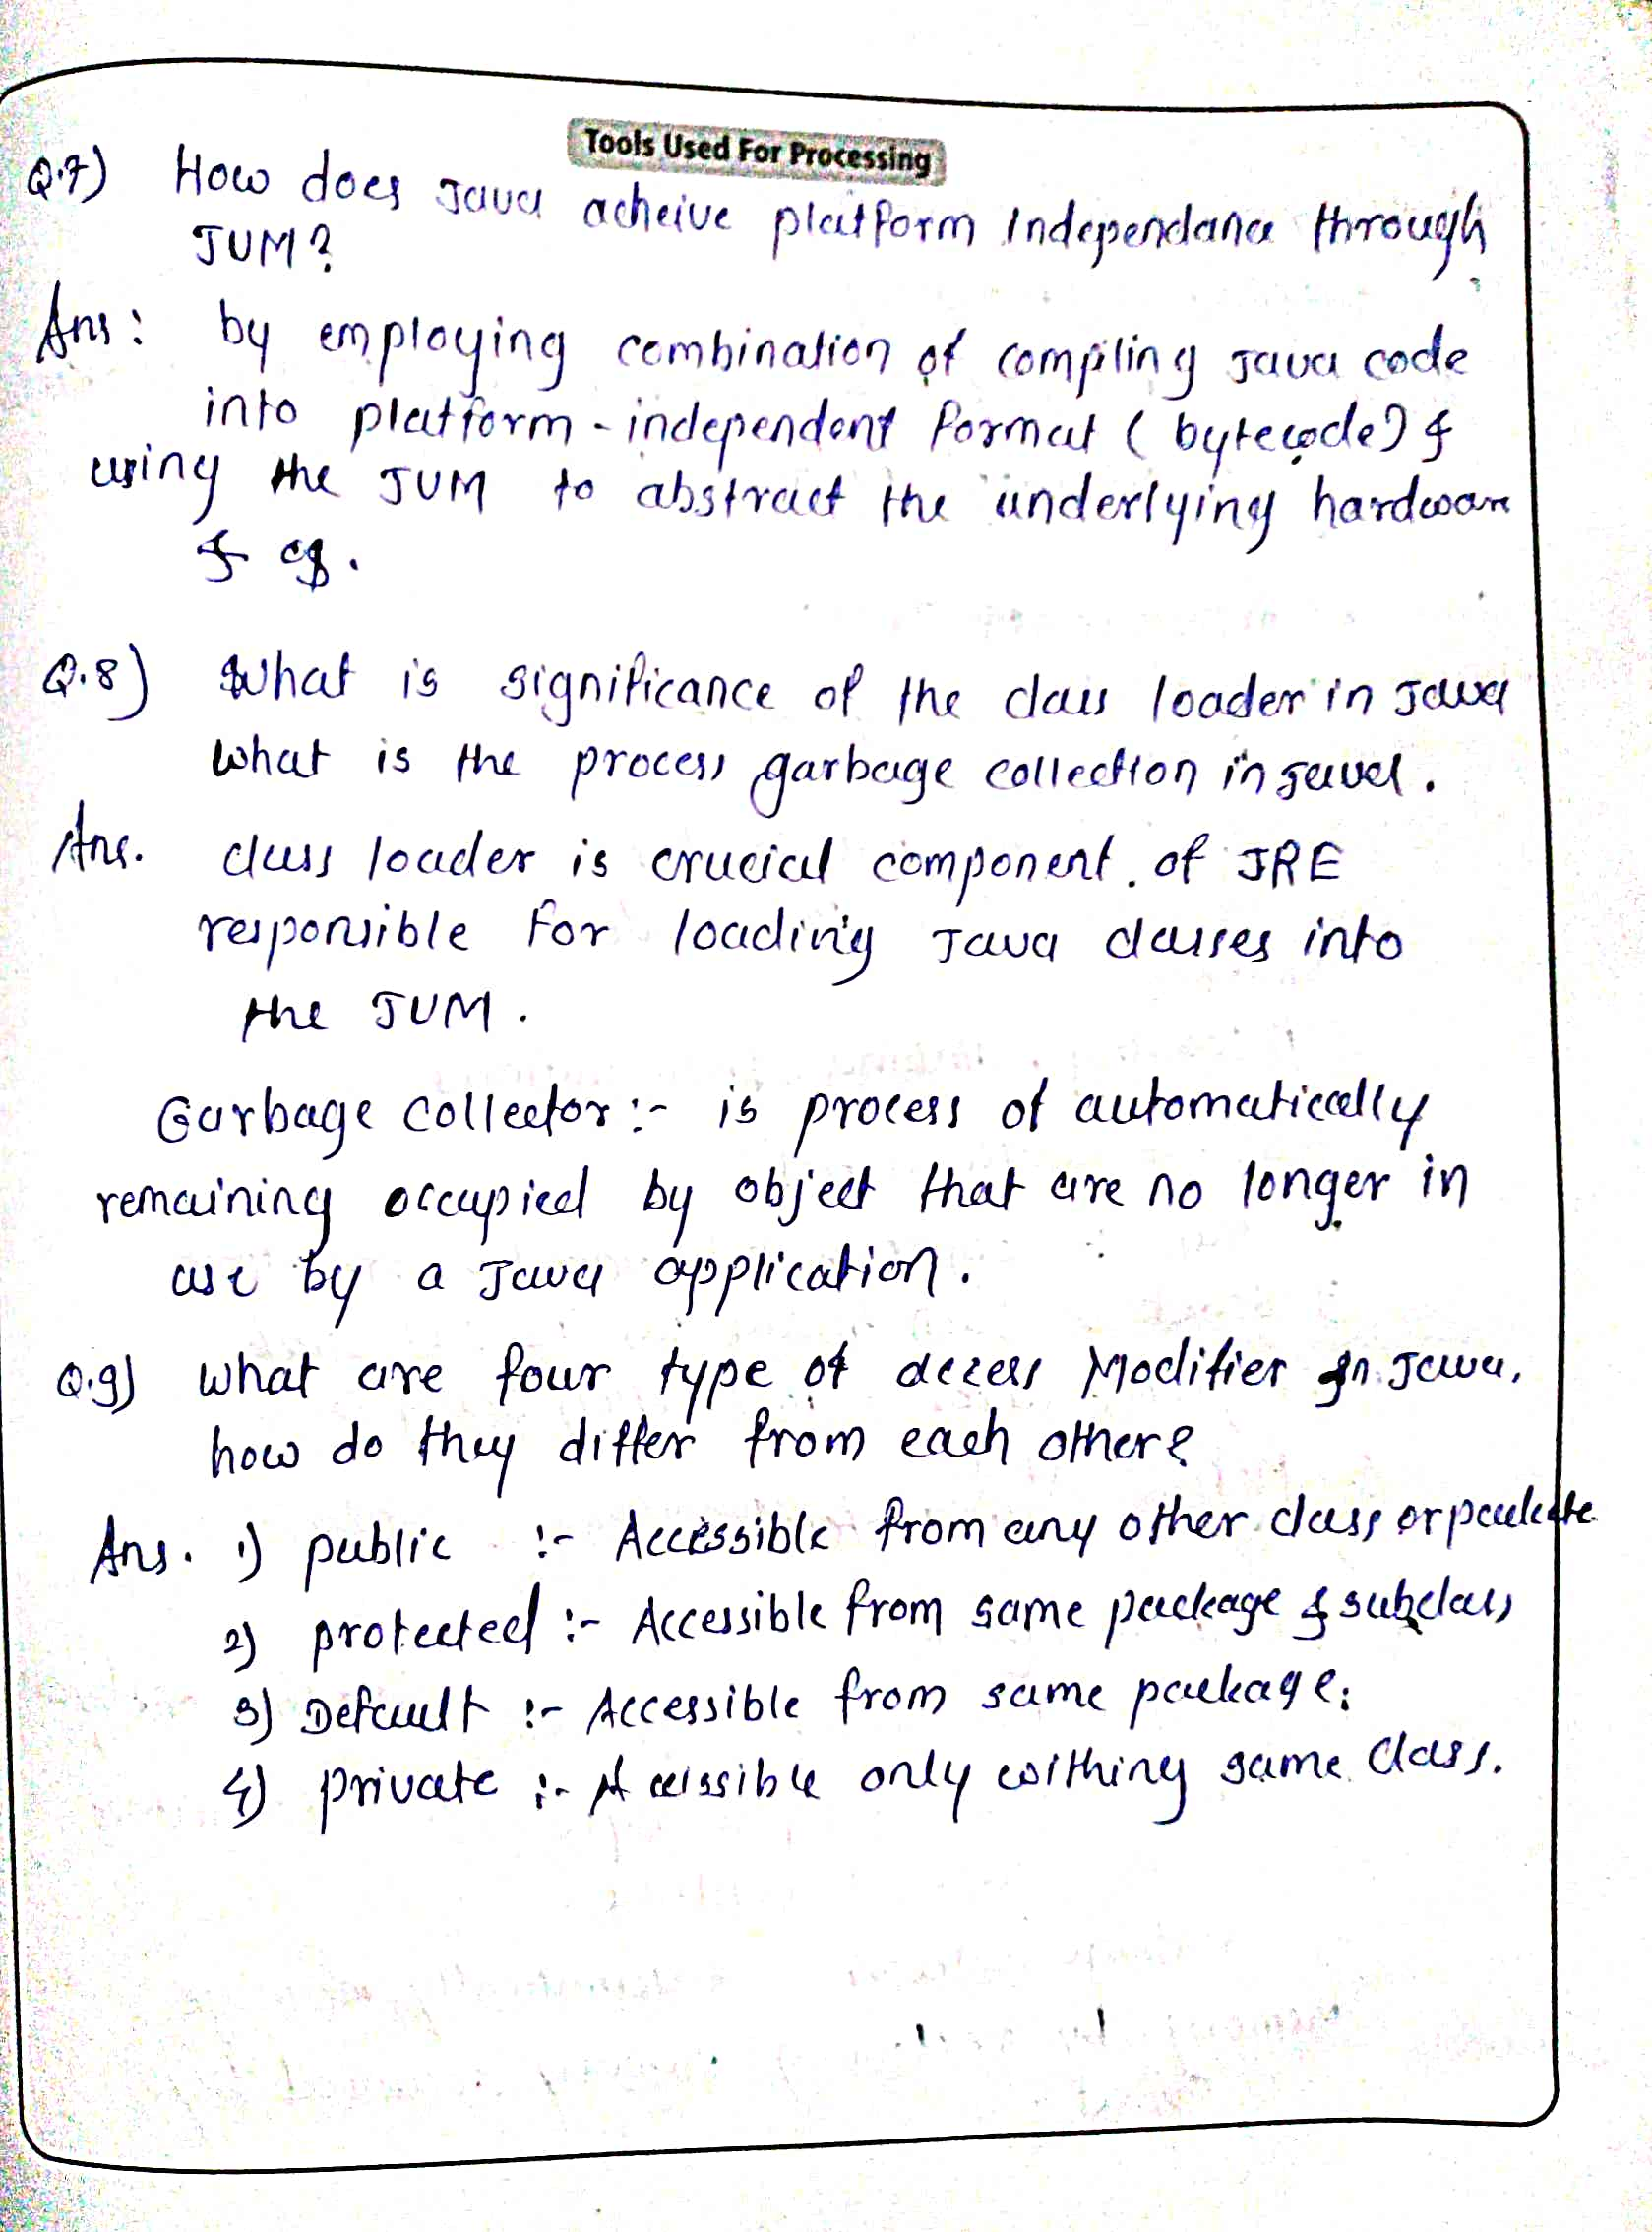 Tools Used For Processing
Q.7) How does Java acheive platform Independance through
JVM?
Ans: by employing combination of compiling Java code
into platform-independent format (bytecode) &
using the JVM to abstract the underlying hardware
& os.
Q.8) What is significance of the class loader in Java
what is the process garbage collection in Java.
Ans. class loader is crucial component of JRE
responsible for loading Java classes into
the JVM.
Garbage collector:- is process of automatically
remaining occupied by object that are no longer in
use by a Java application.
Q.9) what are four type of access Modifier In Java,
how do they differ from each other?
Ans. 1) public :- Accessible from any other class or package
2) protected :- Accessible from same package & subclass
3) Default :- Accessible from same package.
4) private :- Accissible only withing same class.